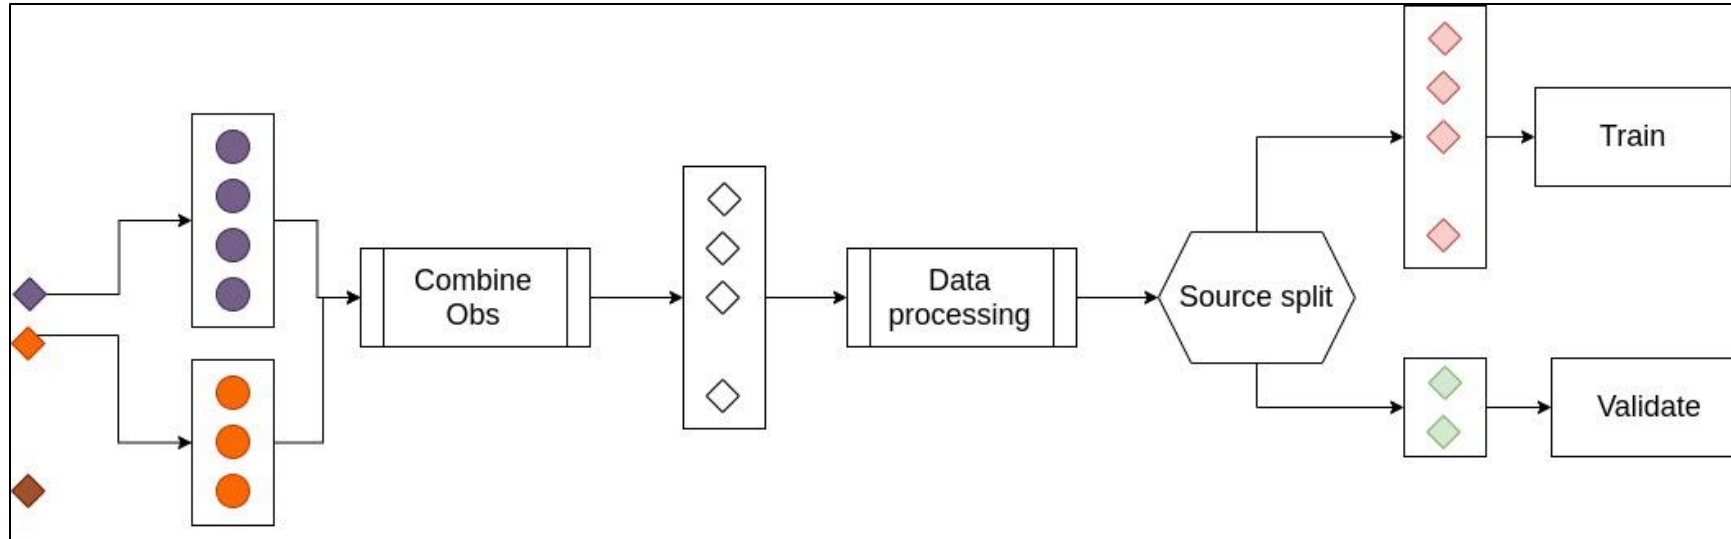 Combine
Obs
Data
processing
Source split
Train
Validate